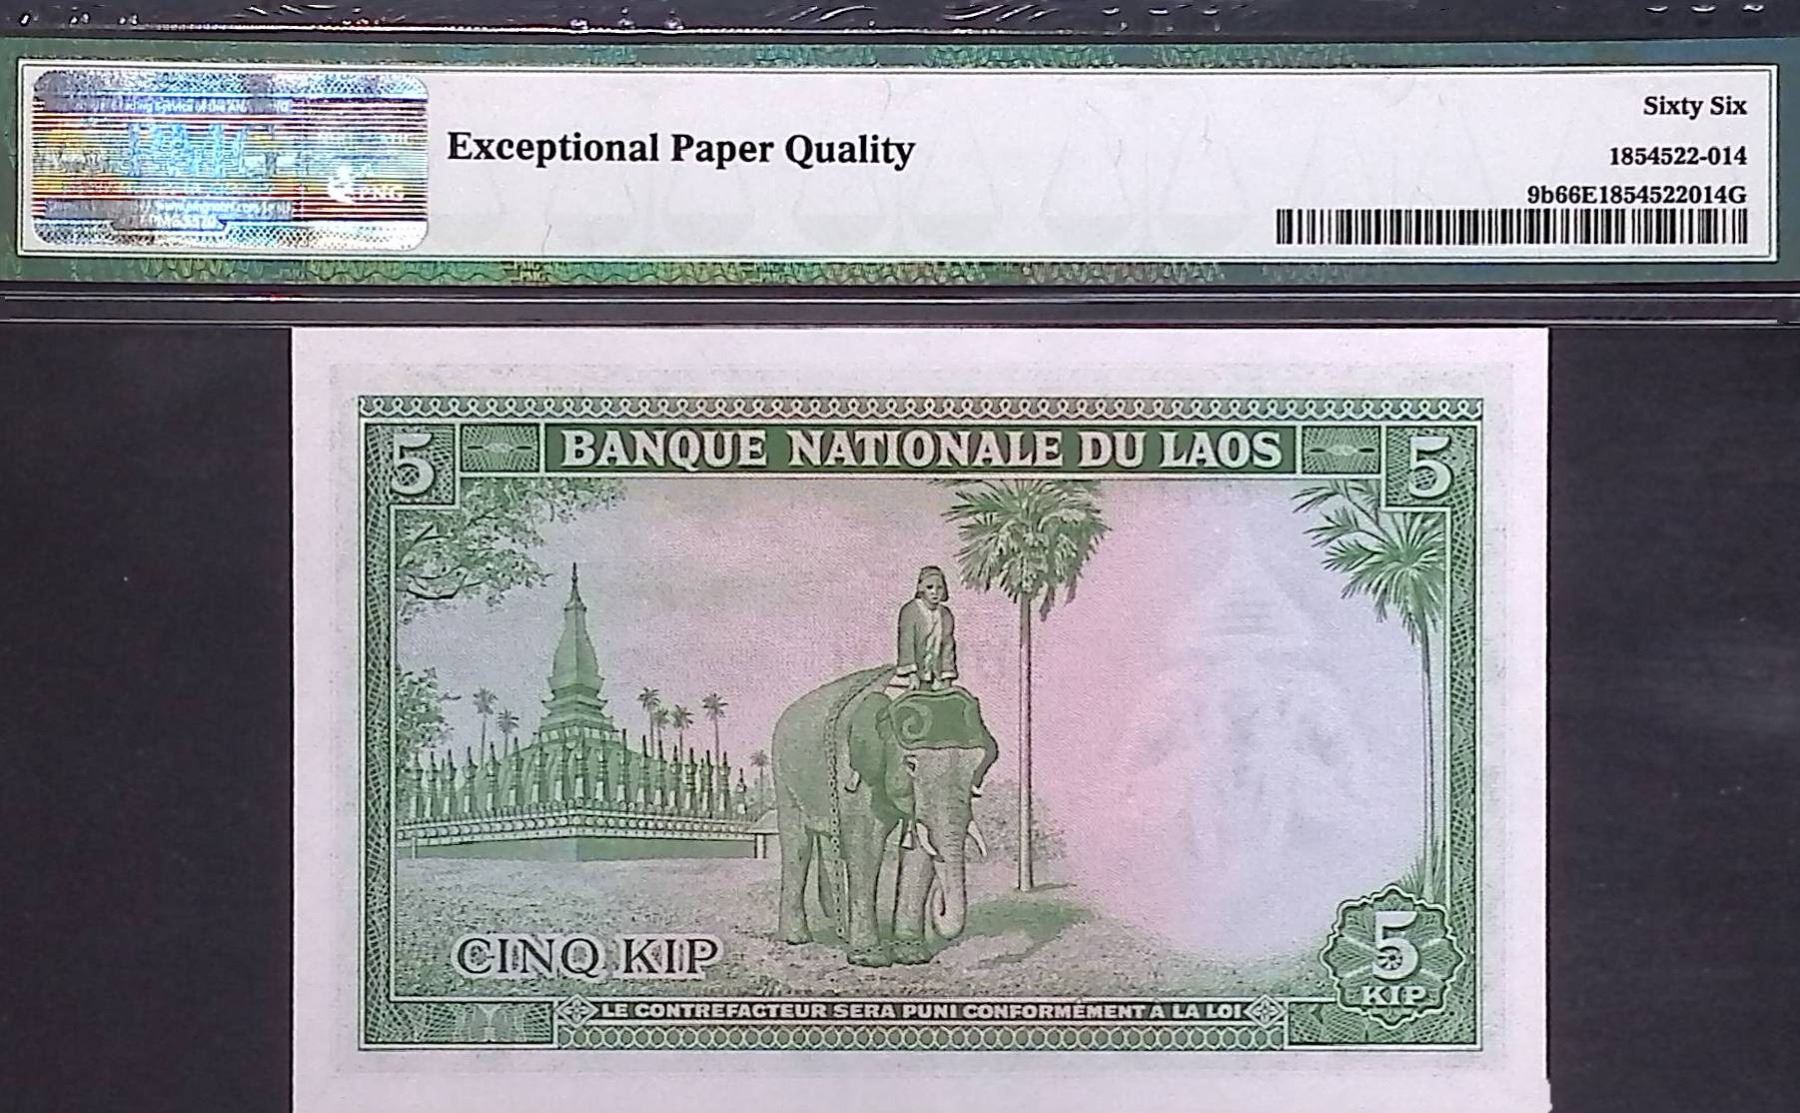 Exceptional Paper Quality
Sixty Six
1854522-014
9b66E1854522014G
5 BANQUE NATIONALE DU LAOS 5
CINQ KIP
5
KIP
LE CONTREFACTEUR SERA PUNI CONFORMÉMENT À LA LOI